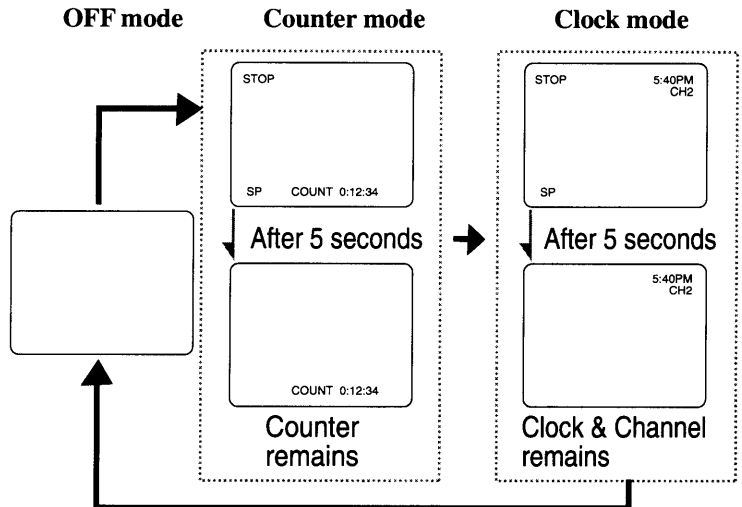 OFF mode
Counter mode
Clock mode
STOP
SP COUNT 0:12:34
After 5 seconds
COUNT 0:12:34
Counter
remains
STOP 5:40PM
CH2
SP
After 5 seconds
5:40PM
CH2
Clock & Channel
remains